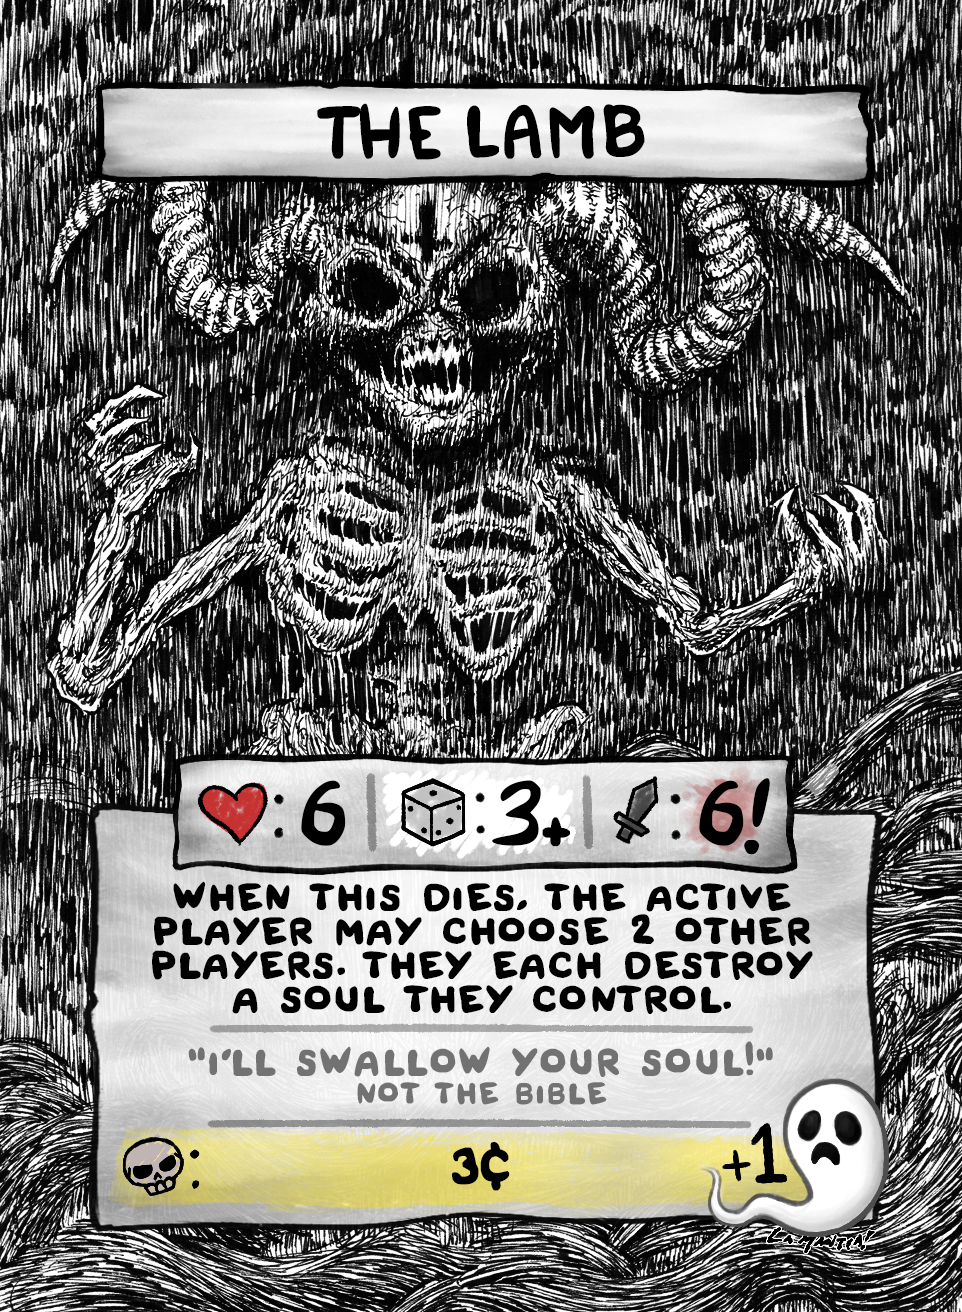 THE LAMB
: 6 : 3+ : 6!
WHEN THIS DIES, THE ACTIVE
PLAYER MAY CHOOSE 2 OTHER
PLAYERS. THEY EACH DESTROY
A SOUL THEY CONTROL.
"I'LL SWALLOW YOUR SOUL!"
NOT THE BIBLE
: 3¢ +1